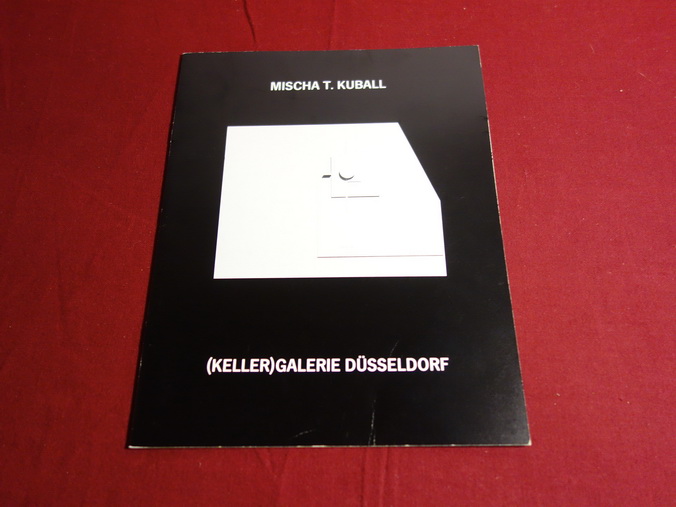 MISCHA T. KUBALL
(KELLER)GALERIE DÜSSELDORF